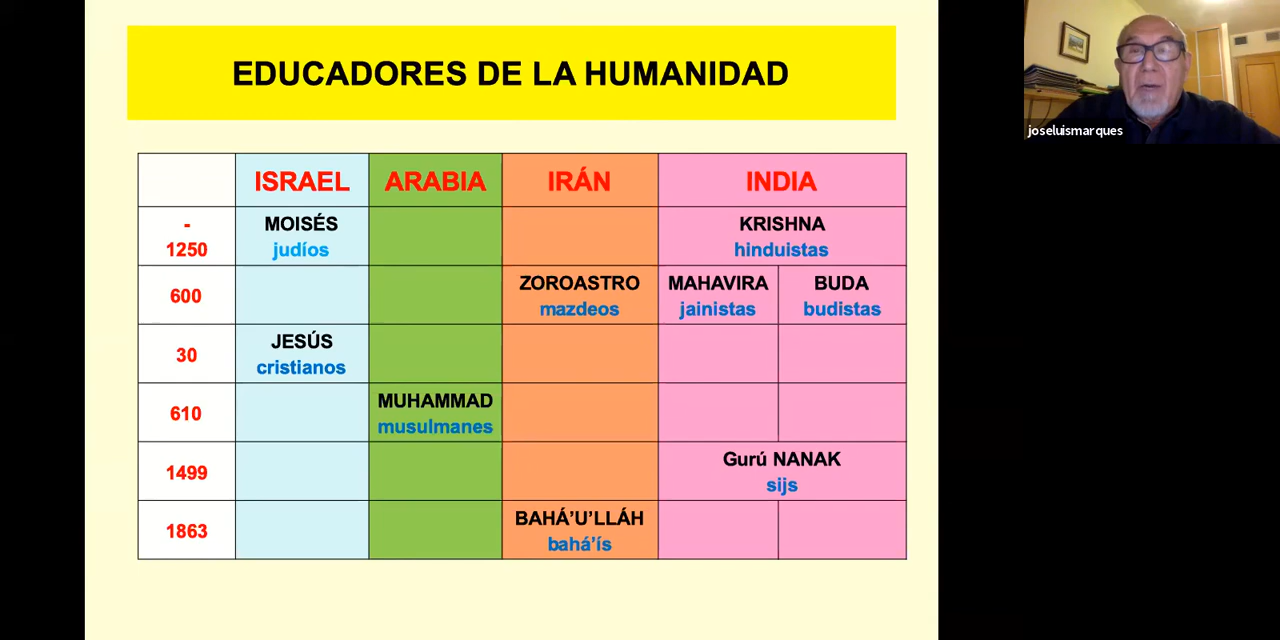 EDUCADORES DE LA HUMANIDAD
joseluismarques
ISRAEL ARABIA IRÁN INDIA
-
1250
MOISÉS
judíos
KRISHNA
hinduistas
600
ZOROASTRO
mazdeos
MAHAVIRA
jainistas
BUDA
budistas
30
JESÚS
cristianos
610
MUHAMMAD
musulmanes
1499
Gurú NANAK
sijs
1863
BAHÁ’U’LLÁH
bahá’ís